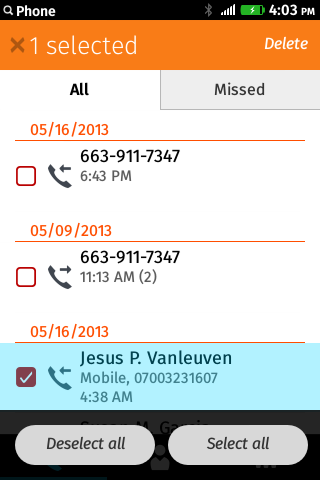 Phone
4:03 PM
1 selected
Delete
All
Missed
05/16/2013
663-911-7347
6:43 PM
05/09/2013
663-911-7347
11:13 AM (2)
05/16/2013
Jesus P. Vanleuven
Mobile, 07003231607
4:38 AM
Deselect all
Select all